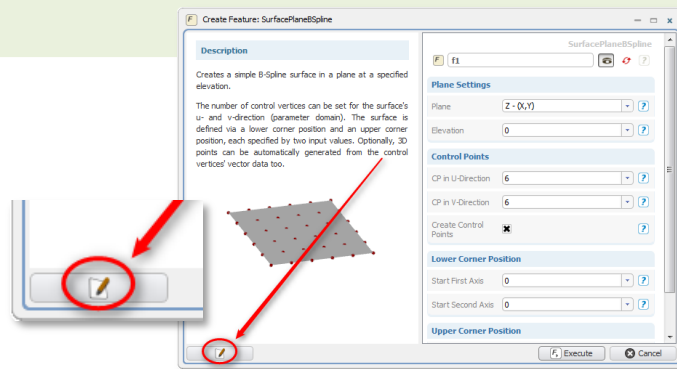 Create Feature: SurfacePlaneBSpline
Description
Creates a simple B-Spline surface in a plane at a specified
elevation.
The number of control vertices can be set for the surface's
u- and v-direction (parameter domain). The surface is
defined via a lower corner position and an upper corner
position, each specified by two input values. Optionally, 3D
points can be automatically generated from the control
vertices' vector data too.
SurfacePlaneBSpline
F f1 ?
Plane Settings
Plane Z - (X,Y) ?
Elevation 0 ?
Control Points
CP in U-Direction 6 ?
CP in V-Direction 6 ?
Create Control
Points ?
Lower Corner Position
Start First Axis 0 ?
Start Second Axis 0 ?
Upper Corner Position
Execute Cancel